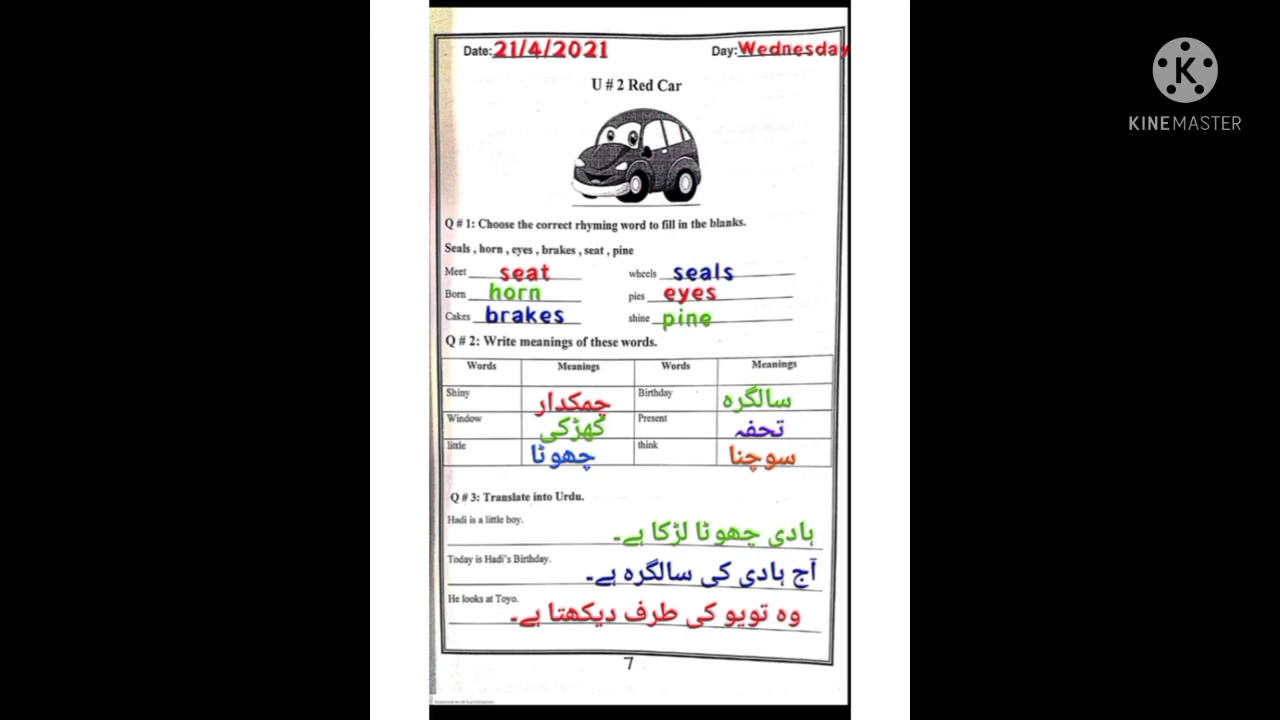 Date: 21/4/2021 Day: Wednesday
U # 2 Red Car
KINEMASTER
Q # 1: Choose the correct rhyming word to fill in the blanks.
Seals , horn , eyes , brakes , seat , pine
Meet seat wheels seals
Born horn pies eyes
Cakes brakes shine pine
Q # 2: Write meanings of these words.
Words Meanings Words Meanings
Shiny چمکدار Birthday سالگرہ
Window کھڑکی Present تحفہ
little چھوٹا think سوچنا
Q # 3: Translate into Urdu.
Hadi is a little boy.
ہادی چھوٹا لڑکا ہے۔
Today is Hadi's Birthday.
آج ہادی کی سالگرہ ہے۔
He looks at Toyo.
وہ تویو کی طرف دیکھتا ہے۔
7
Scanned with CamScanner